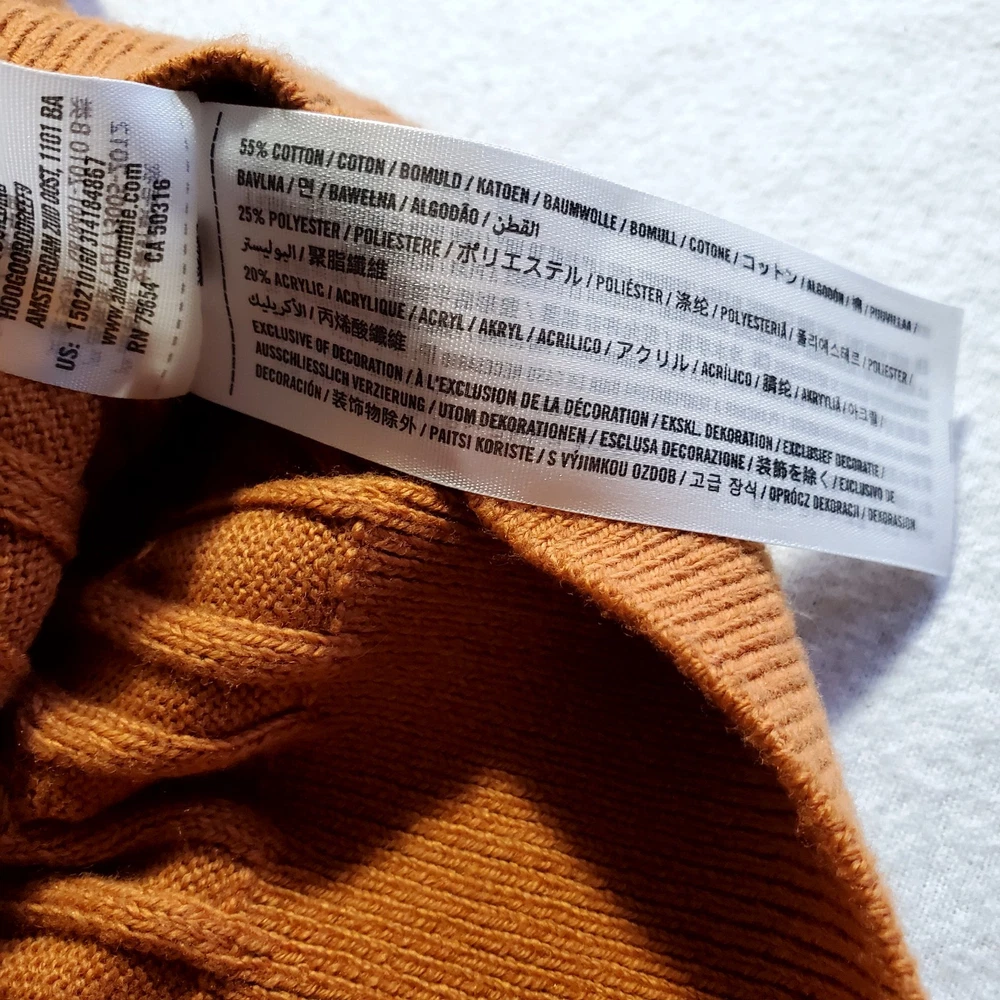 HOOGOORDDREEF
AMSTERDAM ZUID OOST, 1101 BA
US: 150210160314184867
www.abercrombie.com
RN 75654 CA 50316
55% COTTON / COTON / BOMULD / KATOEN / BAUMWOLLE / BOMULL / COTONE / コットン / ALGODÓN / 棉 / PUUVILLAA /
BAVLNA / 면 / BAWEŁNA / ALGODÃO / القطن
25% POLYESTER / POLIESTERE / ポリエステル / POLIÉSTER / 涤纶 / POLYESTERIÄ / 폴리에스테르 / POLIESTER /
البوليستر / 聚脂纖維
20% ACRYLIC / ACRYLIQUE / ACRYL / AKRYL / ACRILICO / アクリル / ACRÍLICO / 腈纶 / AKRYYLIÄ / 아크릴 /
الأكريليك / 丙烯酸纖維
EXCLUSIVE OF DECORATION / À L'EXCLUSION DE LA DÉCORATION / EKSKL. DEKORATION / EXCLUSIEF DECORATIE /
AUSSCHLIESSLICH VERZIERUNG / UTOM DEKORATIONEN / ESCLUSA DECORAZIONE / 装飾を除く / EXCLUSIVO DE
DECORACIÓN / 装饰物除外 / PAITSI KORISTE / S VÝJIMKOU OZDOB / 고급 장식 / OPRÓCZ DEKORACJI / DEKORASION